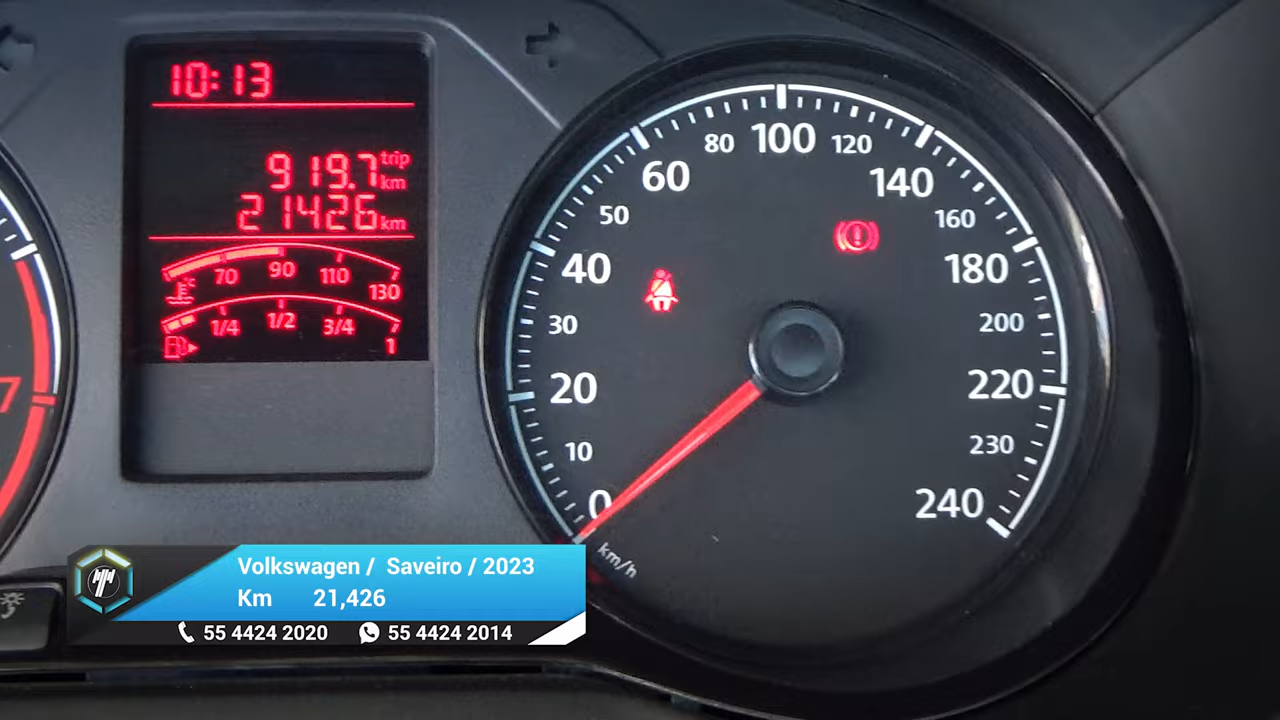 10:13
919.7 trip km
21426 km
70 90 110 130
°C
1/4 1/2 3/4 1
7
0
10
20
30
40
50
60
80
100
120
140
160
180
200
220
230
240
km/h
Volkswagen / Saveiro / 2023
Km 21,426
55 4424 2020 55 4424 2014